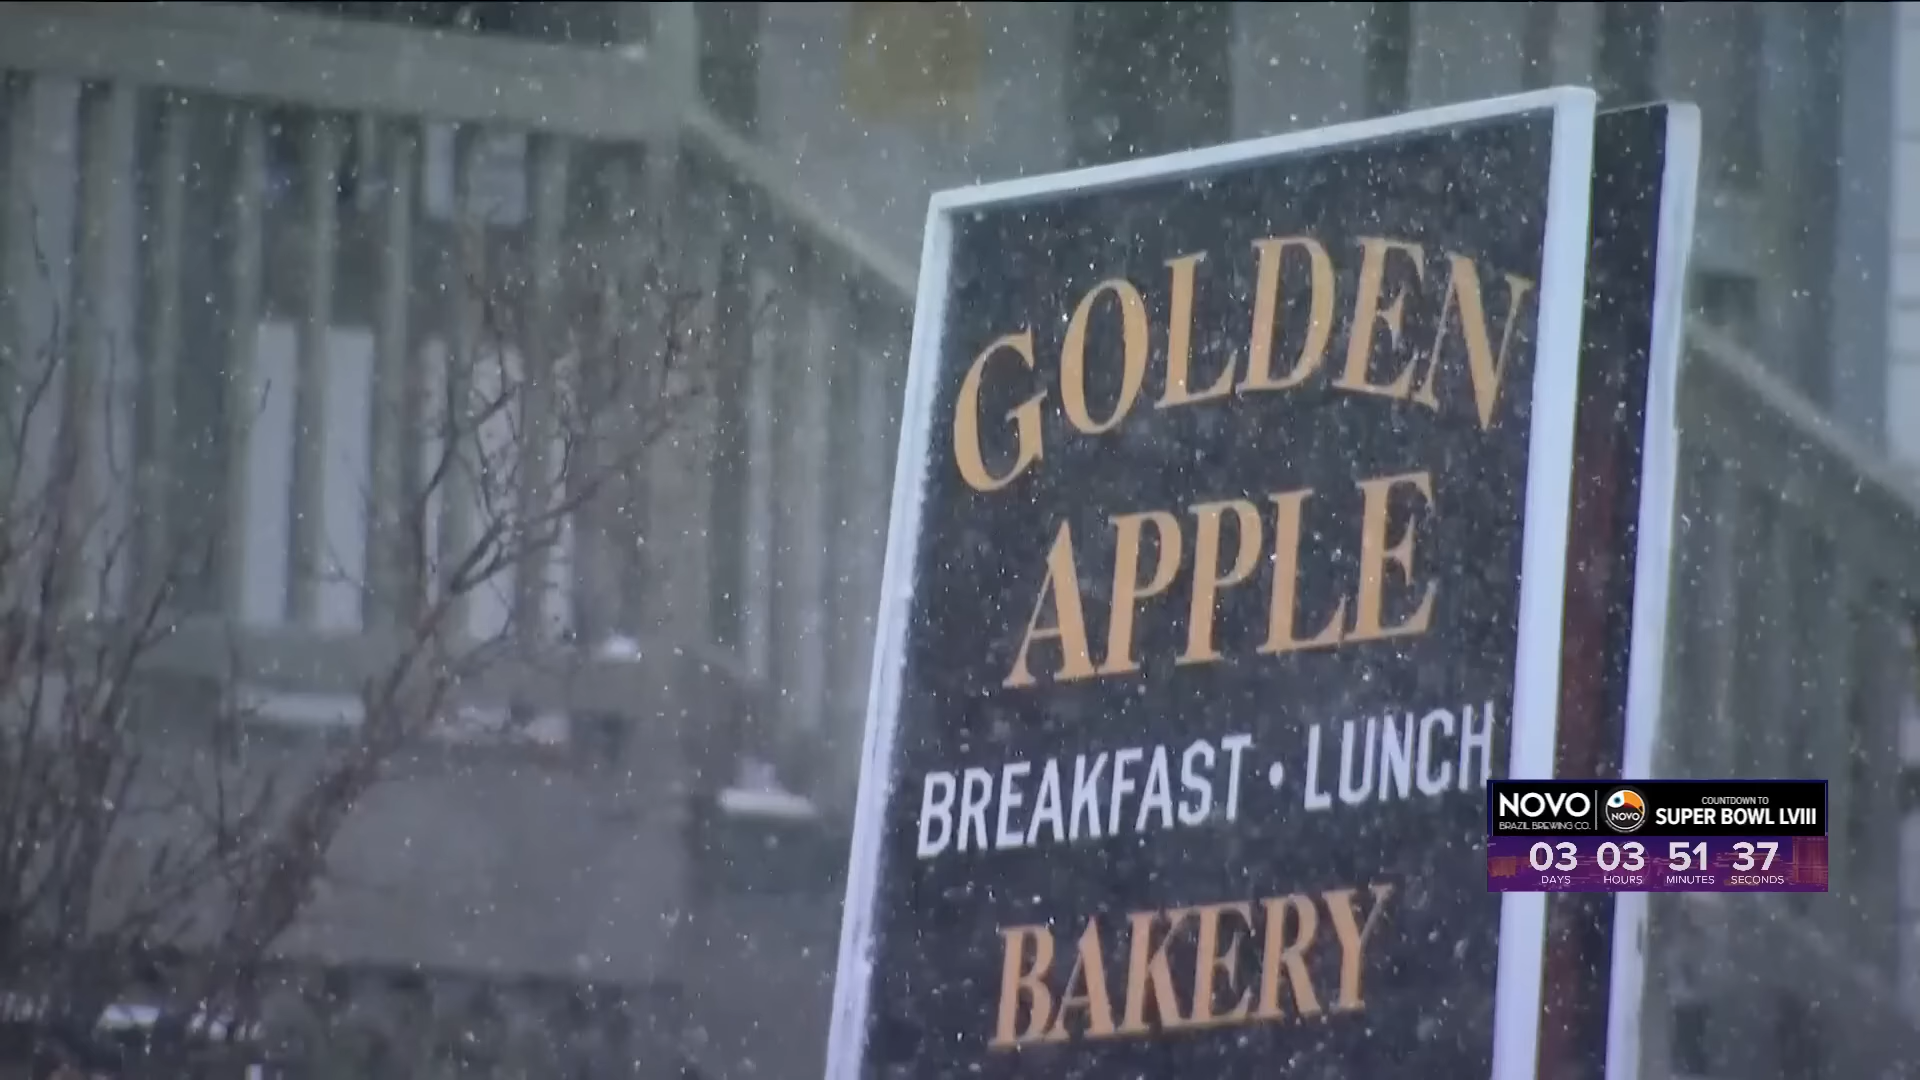 GOLDEN
APPLE
BREAKFAST • LUNCH
BAKERY
NOVO
BRAZIL BREWING CO.
NOVO
COUNTDOWN TO
SUPER BOWL LVIII
03 03 51 37
DAYS HOURS MINUTES SECONDS